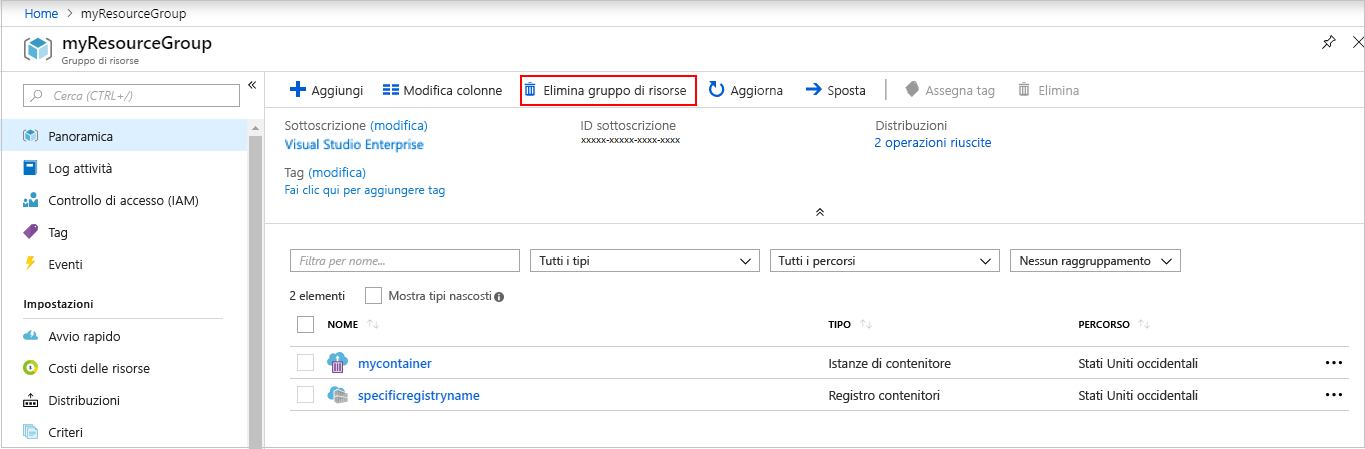 Home > myResourceGroup
myResourceGroup
Gruppo di risorse
Cerca (CTRL+/)
Panoramica
Log attività
Controllo di accesso (IAM)
Tag
Eventi
Impostazioni
Avvio rapido
Costi delle risorse
Distribuzioni
Criteri
Aggiungi Modifica colonne Elimina gruppo di risorse Aggiorna Sposta Assegna tag Elimina
Sottoscrizione (modifica) ID sottoscrizione Distribuzioni
Visual Studio Enterprise xxxxx-xxxxx-xxxx-xxxx 2 operazioni riuscite
Tag (modifica)
Fai clic qui per aggiungere tag
Filtra per nome... Tutti i tipi Tutti i percorsi Nessun raggruppamento
2 elementi Mostra tipi nascosti
NOME TIPO PERCORSO
mycontainer Istanze di contenitore Stati Uniti occidentali
specificregistryname Registro contenitori Stati Uniti occidentali